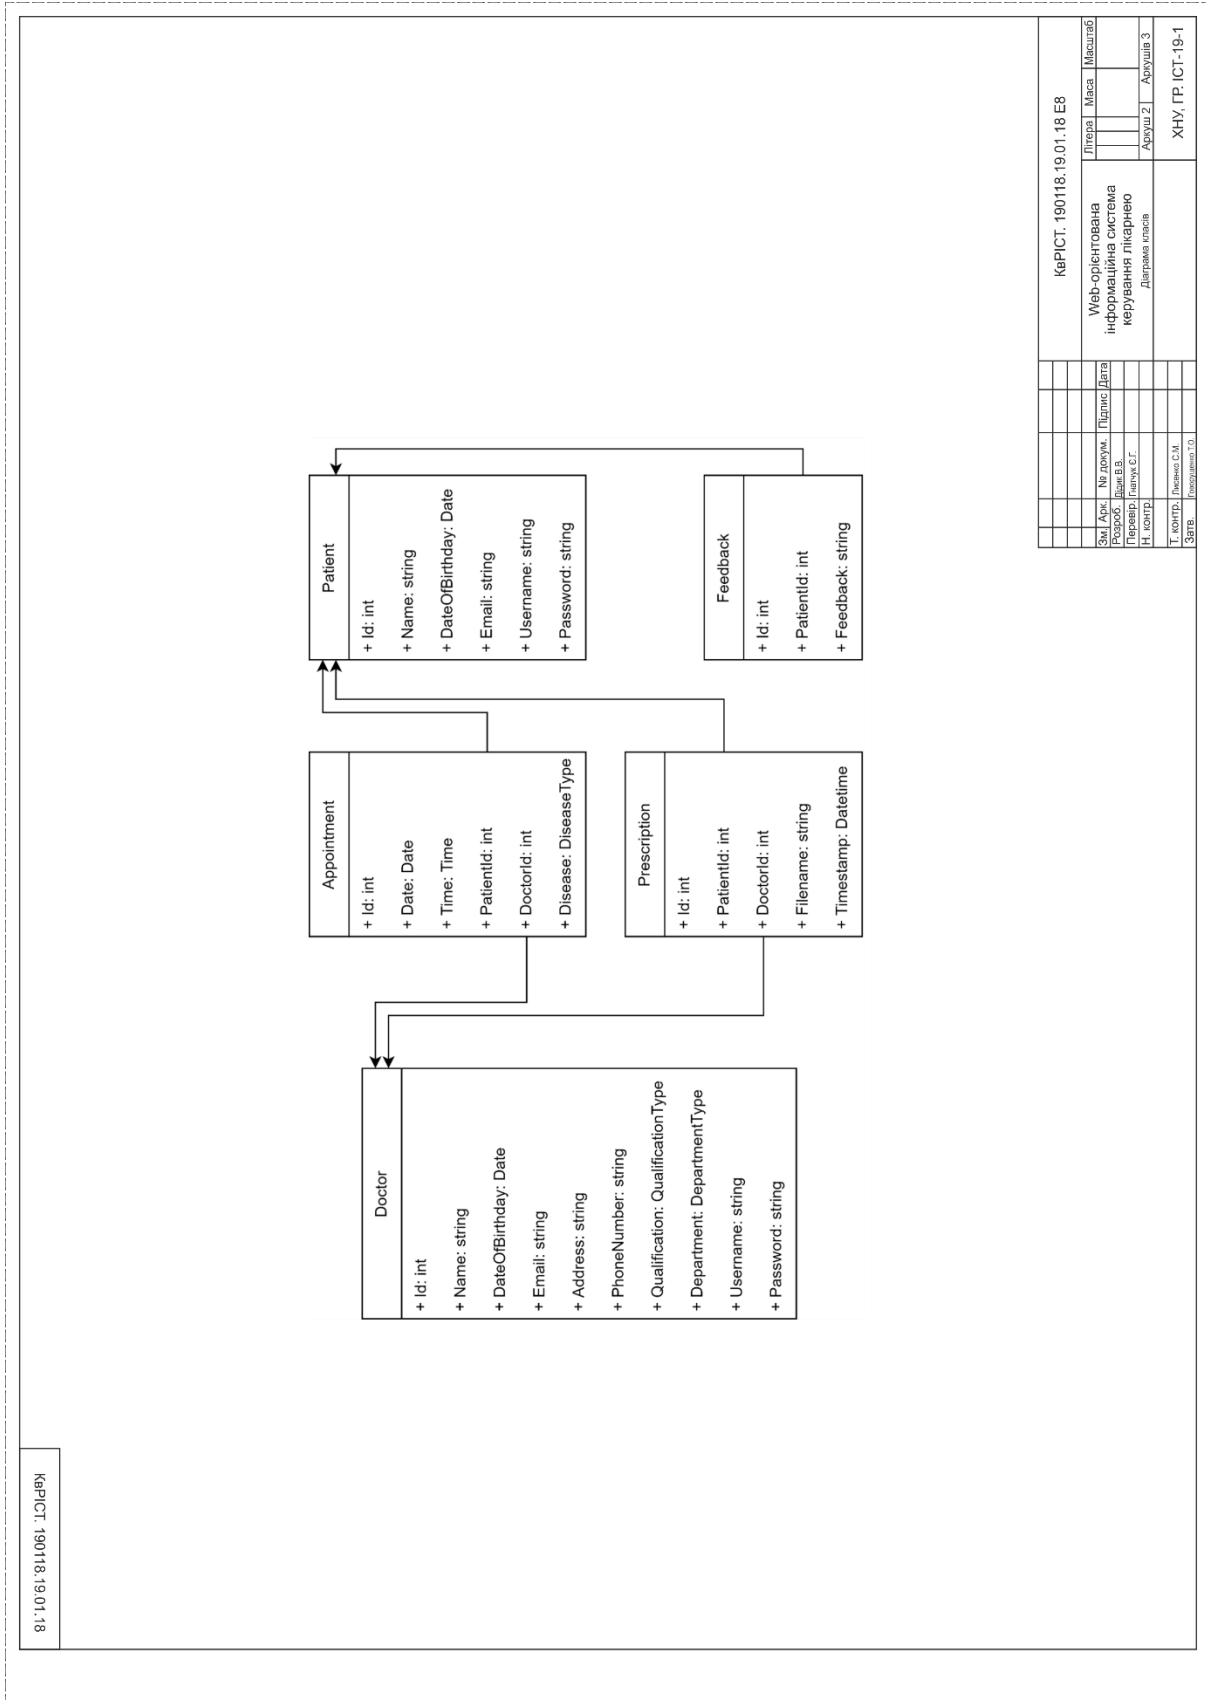 КвРІСТ. 190118.19.01.18
Doctor
+ Id: int
+ Name: string
+ DateOfBirthday: Date
+ Email: string
+ Address: string
+ PhoneNumber: string
+ Qualification: QualificationType
+ Department: DepartmentType
+ Username: string
+ Password: string
Appointment
+ Id: int
+ Date: Date
+ Time: Time
+ PatientId: int
+ DoctorId: int
+ Disease: DiseaseType
Prescription
+ Id: int
+ PatientId: int
+ DoctorId: int
+ Filename: string
+ Timestamp: Datetime
Patient
+ Id: int
+ Name: string
+ DateOfBirthday: Date
+ Email: string
+ Username: string
+ Password: string
Feedback
+ Id: int
+ PatientId: int
+ Feedback: string
КвРІСТ. 190118.19.01.18 Е8
Зм. Арк. № докум. Підпис Дата
Розроб. Дідик В.В.
Перевір. Гнатчук Є.Г.
Н. контр.
Т. контр. Лисенко С.М.
Затв. Говорущенко Т.О.
Web-орієнтована
інформаційна система
керування лікарнею
Діаграма класів
Літера Маса Масштаб
Аркуш 2 Аркушів 3
ХНУ, ГР. ІСТ-19-1